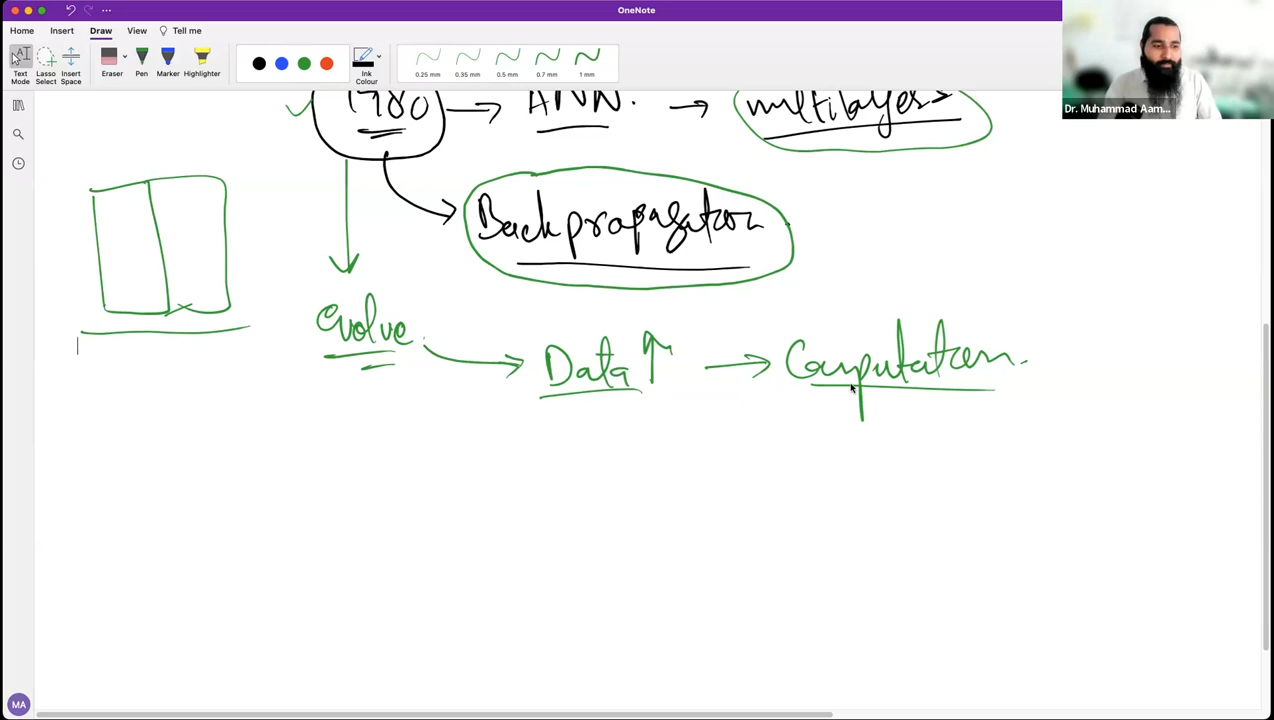 OneNote
Home Insert Draw View Tell me
Text Mode
Lasso Select
Insert Space
Eraser
Pen
Marker
Highlighter
Ink Colour
0.25 mm
0.35 mm
0.5 mm
0.7 mm
1 mm
Dr. Muhammad Aam...
1980 → ANN. → multilayers
Backpropagation
evolve.
Data ↑ → Computation.
MA